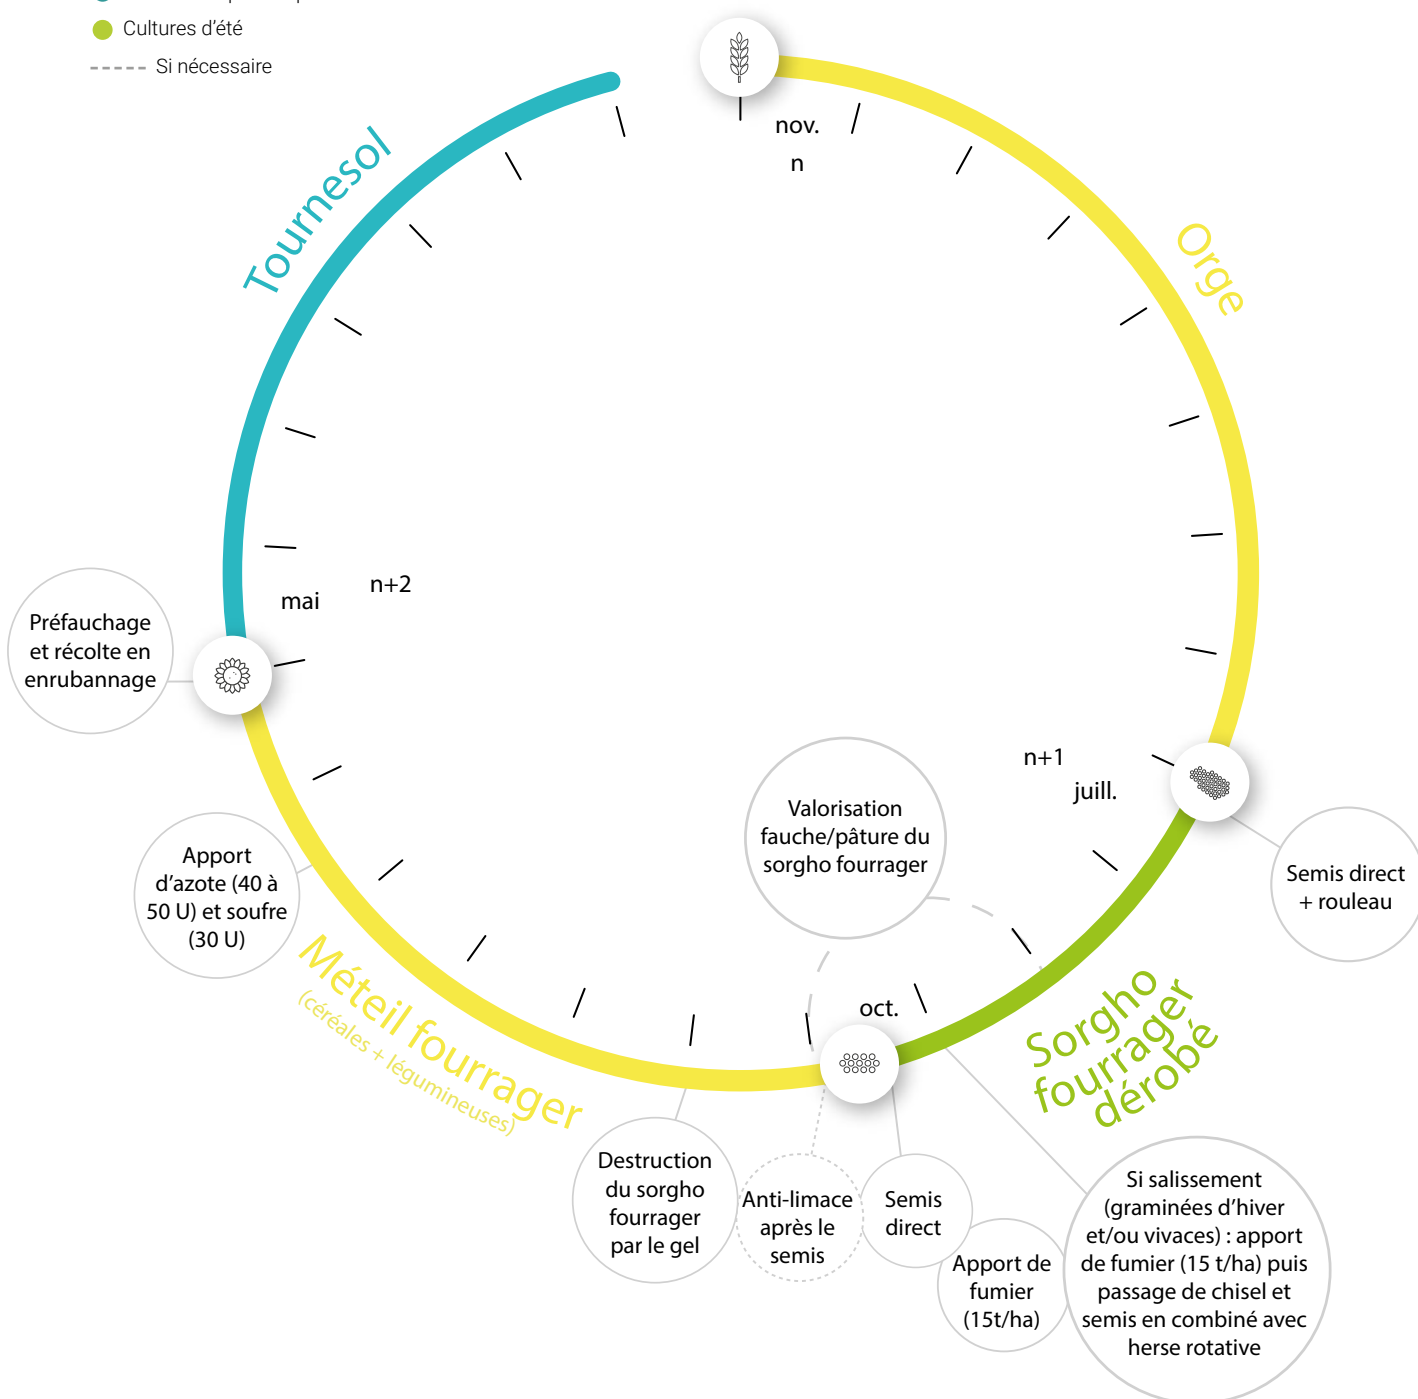 Cultures d'été
Si nécessaire
nov.
n
Orge
Tournesol
mai
n+2
Préfauchage
et récolte en
enrubannage
n+1
juill.
Semis direct
+ rouleau
Valorisation
fauche/pâture du
sorgho fourrager
Apport
d'azote (40 à
50 U) et soufre
(30 U)
Méteil fourrager
(céréales + légumineuses)
oct.
Sorgho
fourrager
dérobé
Destruction
du sorgho
fourrager
par le gel
Anti-limace
après le
semis
Semis
direct
Apport de
fumier
(15t/ha)
Si salissement
(graminées d'hiver
et/ou vivaces) : apport
de fumier (15 t/ha) puis
passage de chisel et
semis en combiné avec
herse rotative